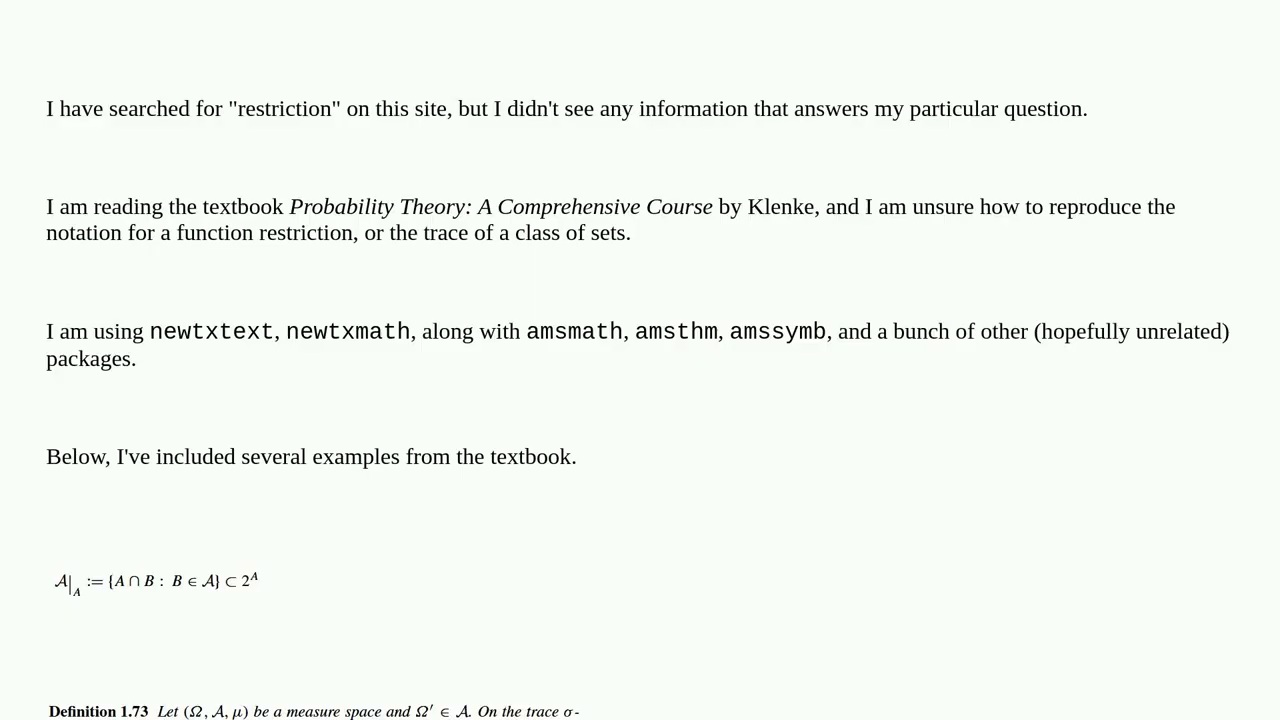 I have searched for "restriction" on this site, but I didn't see any information that answers my particular question.
I am reading the textbook Probability Theory: A Comprehensive Course by Klenke, and I am unsure how to reproduce the
notation for a function restriction, or the trace of a class of sets.
I am using newtxtext, newtxmath, along with amsmath, amsthm, amssymb, and a bunch of other (hopefully unrelated)
packages.
Below, I've included several examples from the textbook.
𝒜|_A := {A ∩ B : B ∈ 𝒜} ⊂ 2^A
Definition 1.73 Let (Ω, 𝒜, μ) be a measure space and Ω′ ∈ 𝒜. On the trace σ-